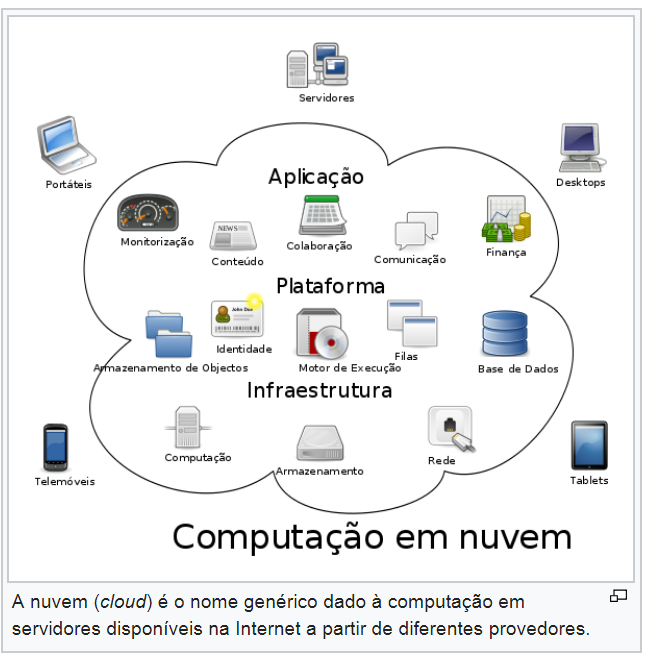 Servidores
Portáteis
Desktops
Aplicação
Monitorização
NEWS
Conteúdo
Colaboração
Comunicação
Finança
Plataforma
John Doe
Identidade
Armazenamento de Objectos
Motor de Execução
Filas
Base de Dados
Infraestrutura
Computação
Armazenamento
Rede
Telemóveis
Tablets
Computação em nuvem
A nuvem (cloud) é o nome genérico dado à computação em
servidores disponíveis na Internet a partir de diferentes provedores.